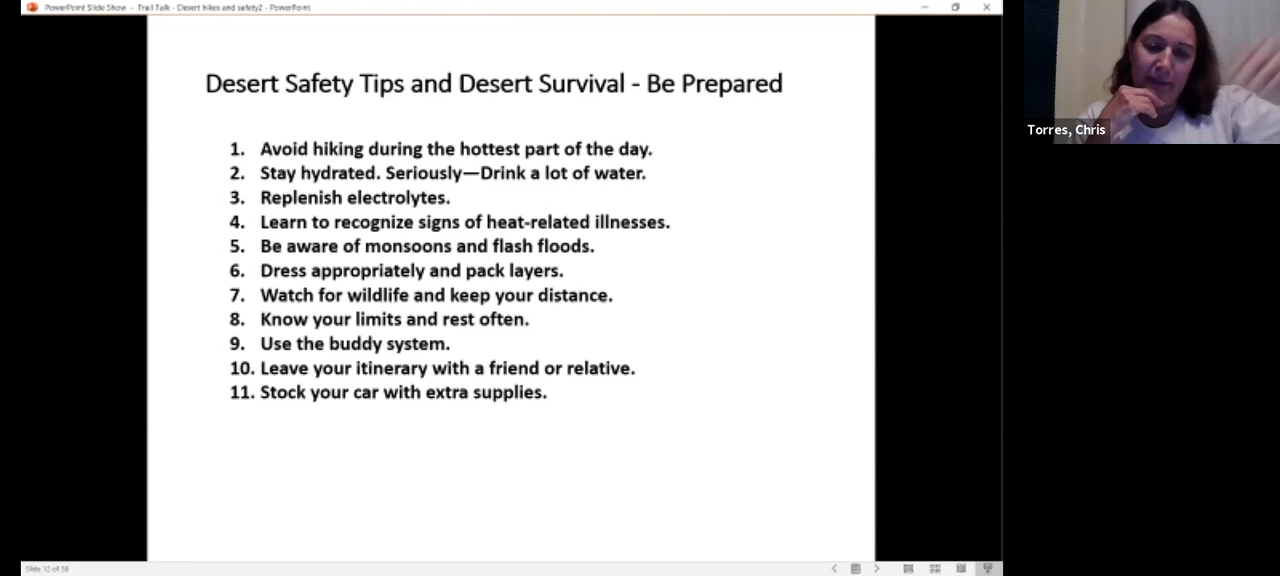 PowerPoint Slide Show - Trail Talk - Desert hikes and safety2 - PowerPoint
Desert Safety Tips and Desert Survival - Be Prepared
1. Avoid hiking during the hottest part of the day.
2. Stay hydrated. Seriously—Drink a lot of water.
3. Replenish electrolytes.
4. Learn to recognize signs of heat-related illnesses.
5. Be aware of monsoons and flash floods.
6. Dress appropriately and pack layers.
7. Watch for wildlife and keep your distance.
8. Know your limits and rest often.
9. Use the buddy system.
10. Leave your itinerary with a friend or relative.
11. Stock your car with extra supplies.
Torres, Chris
Slide 12 of